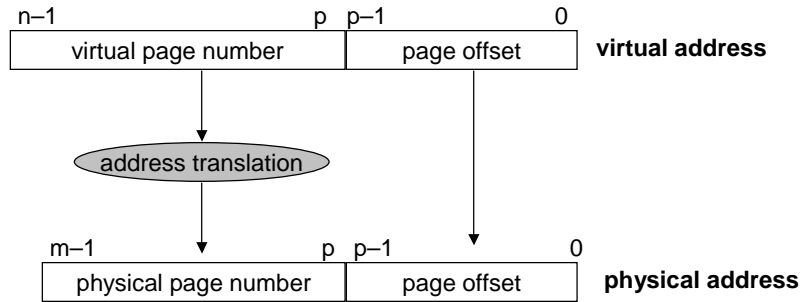 n–1 p p–1 0
virtual page number page offset virtual address
address translation
m–1 p p–1 0
physical page number page offset physical address